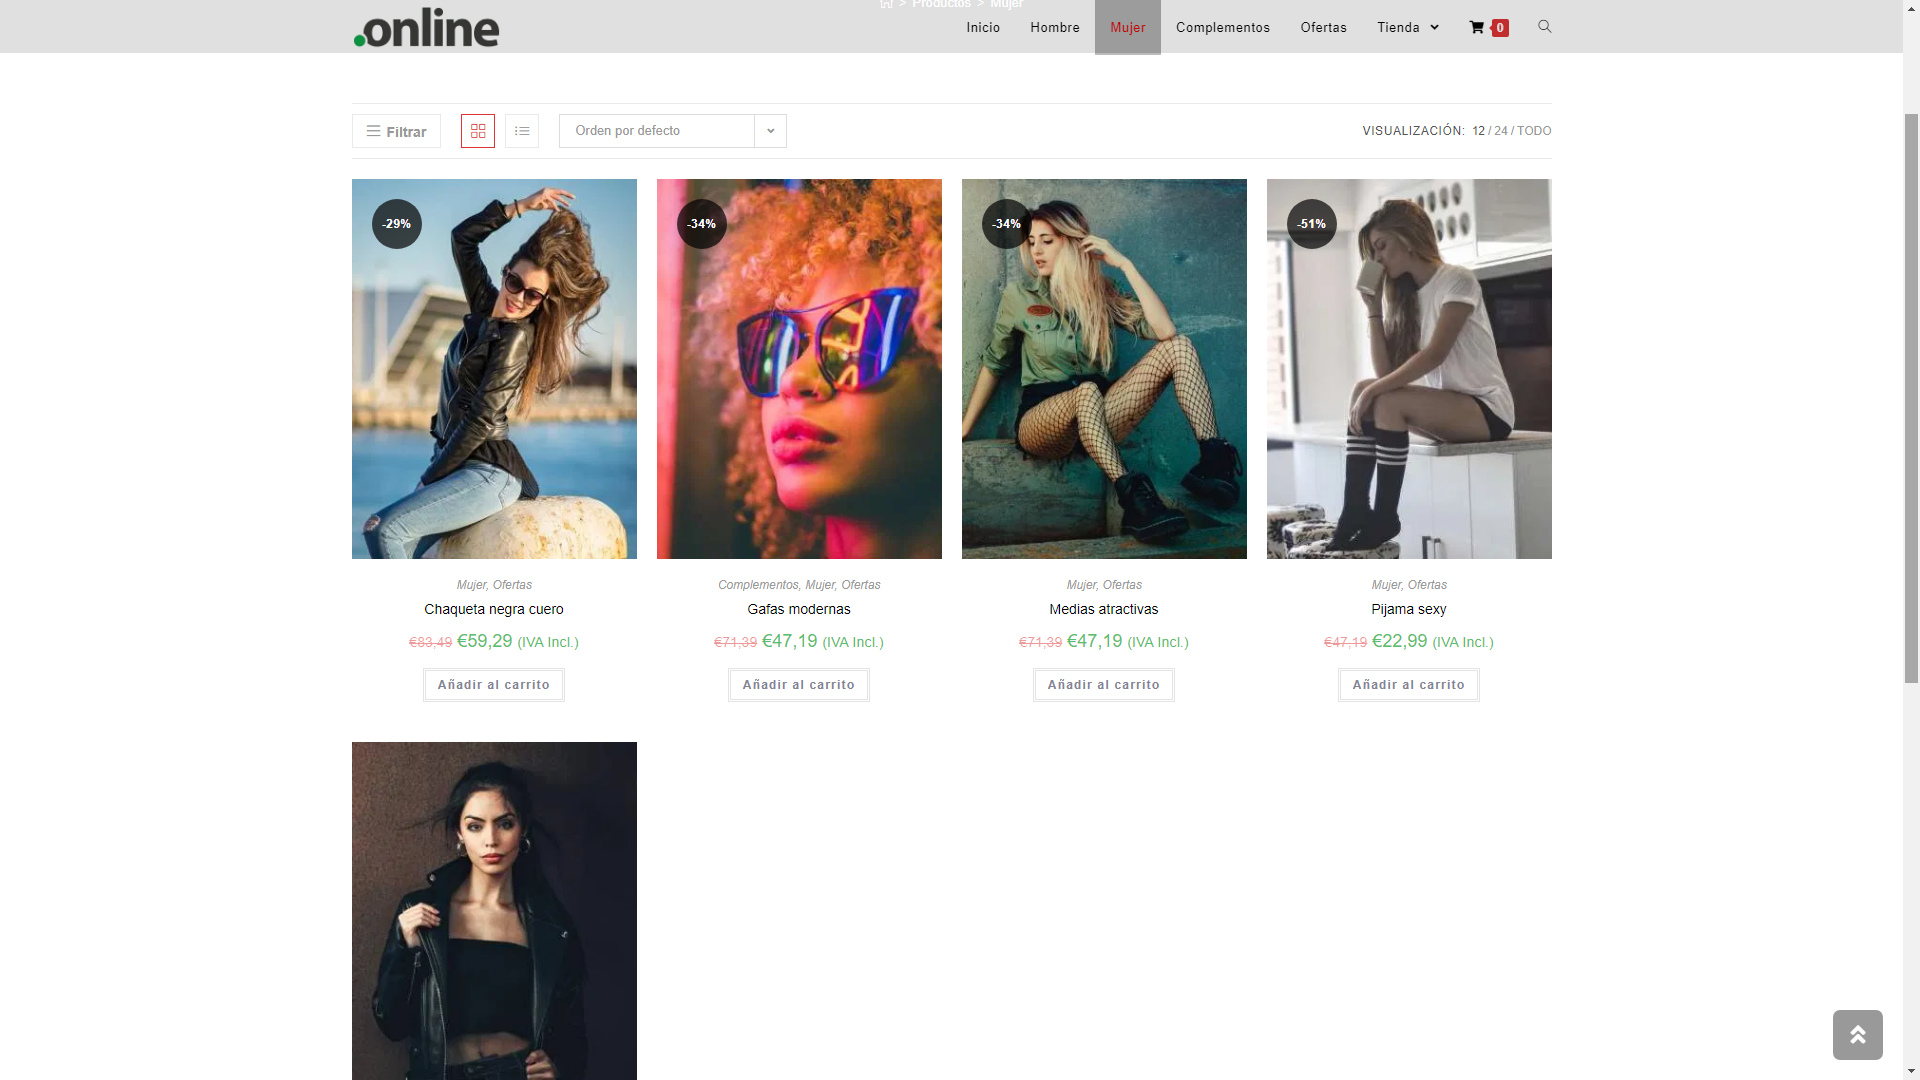 > Productos > Mujer
.online
Inicio Hombre Mujer Complementos Ofertas Tienda 0
Filtrar
Orden por defecto
VISUALIZACIÓN: 12 / 24 / TODO
-29%
-34%
-34%
-51%
Mujer, Ofertas
Chaqueta negra cuero
€83,49 €59,29 (IVA Incl.)
Añadir al carrito
Complementos, Mujer, Ofertas
Gafas modernas
€71,39 €47,19 (IVA Incl.)
Añadir al carrito
Mujer, Ofertas
Medias atractivas
€71,39 €47,19 (IVA Incl.)
Añadir al carrito
Mujer, Ofertas
Pijama sexy
€47,19 €22,99 (IVA Incl.)
Añadir al carrito